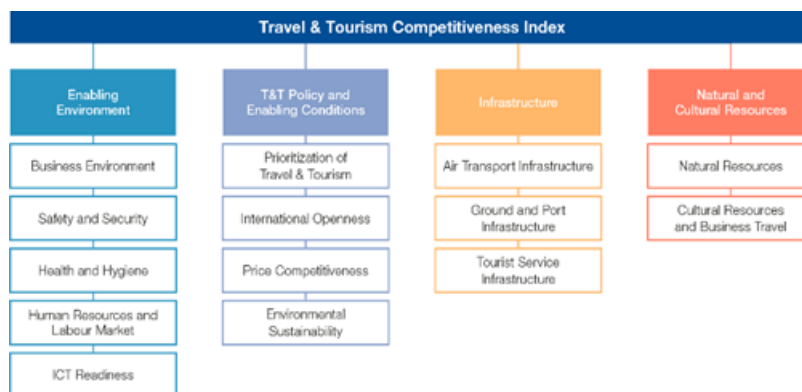 Travel & Tourism Competitiveness Index
Enabling
Environment
Business Environment
Safety and Security
Health and Hygiene
Human Resources and
Labour Market
ICT Readiness
T&T Policy and
Enabling Conditions
Prioritization of
Travel & Tourism
International Openness
Price Competitiveness
Environmental
Sustainability
Infrastructure
Air Transport Infrastructure
Ground and Port
Infrastructure
Tourist Service
Infrastructure
Natural and
Cultural Resources
Natural Resources
Cultural Resources
and Business Travel